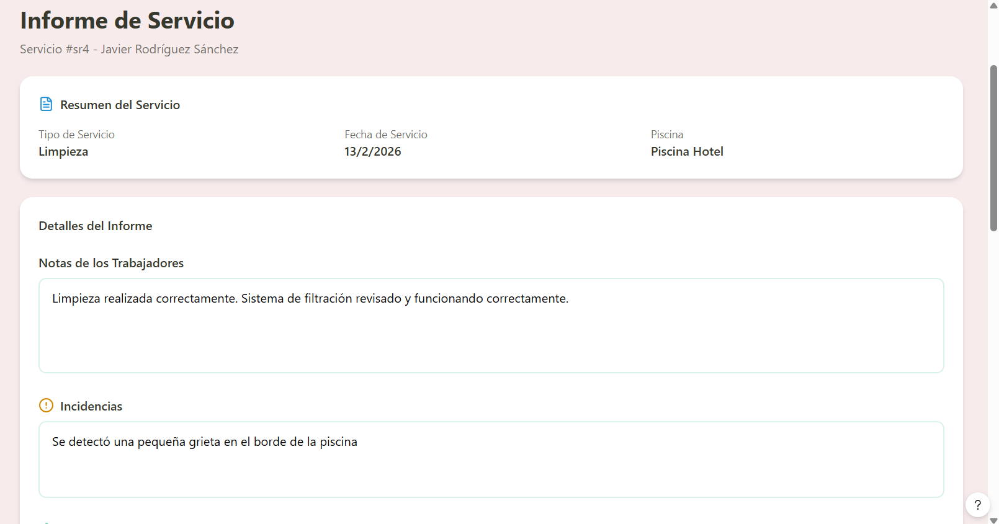 Informe de Servicio
Servicio #sr4 - Javier Rodríguez Sánchez
Resumen del Servicio
Tipo de Servicio
Limpieza
Fecha de Servicio
13/2/2026
Piscina
Piscina Hotel
Detalles del Informe
Notas de los Trabajadores
Limpieza realizada correctamente. Sistema de filtración revisado y funcionando correctamente.
Incidencias
Se detectó una pequeña grieta en el borde de la piscina
?